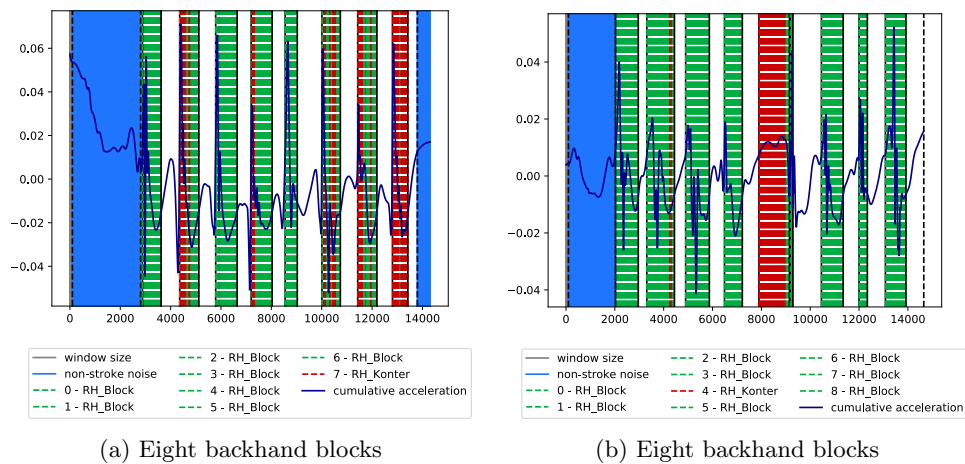 0.06
0.04
0.02
0.00
−0.02
−0.04
0 2000 4000 6000 8000 10000 12000 14000
window size
non-stroke noise
0 - RH_Block
1 - RH_Block
2 - RH_Block
3 - RH_Block
4 - RH_Block
5 - RH_Block
6 - RH_Block
7 - RH_Konter
cumulative acceleration
(a) Eight backhand blocks
0.04
0.02
0.00
−0.02
−0.04
0 2000 4000 6000 8000 10000 12000 14000
window size
non-stroke noise
0 - RH_Block
1 - RH_Block
2 - RH_Block
3 - RH_Block
4 - RH_Konter
5 - RH_Block
6 - RH_Block
7 - RH_Block
8 - RH_Block
cumulative acceleration
(b) Eight backhand blocks